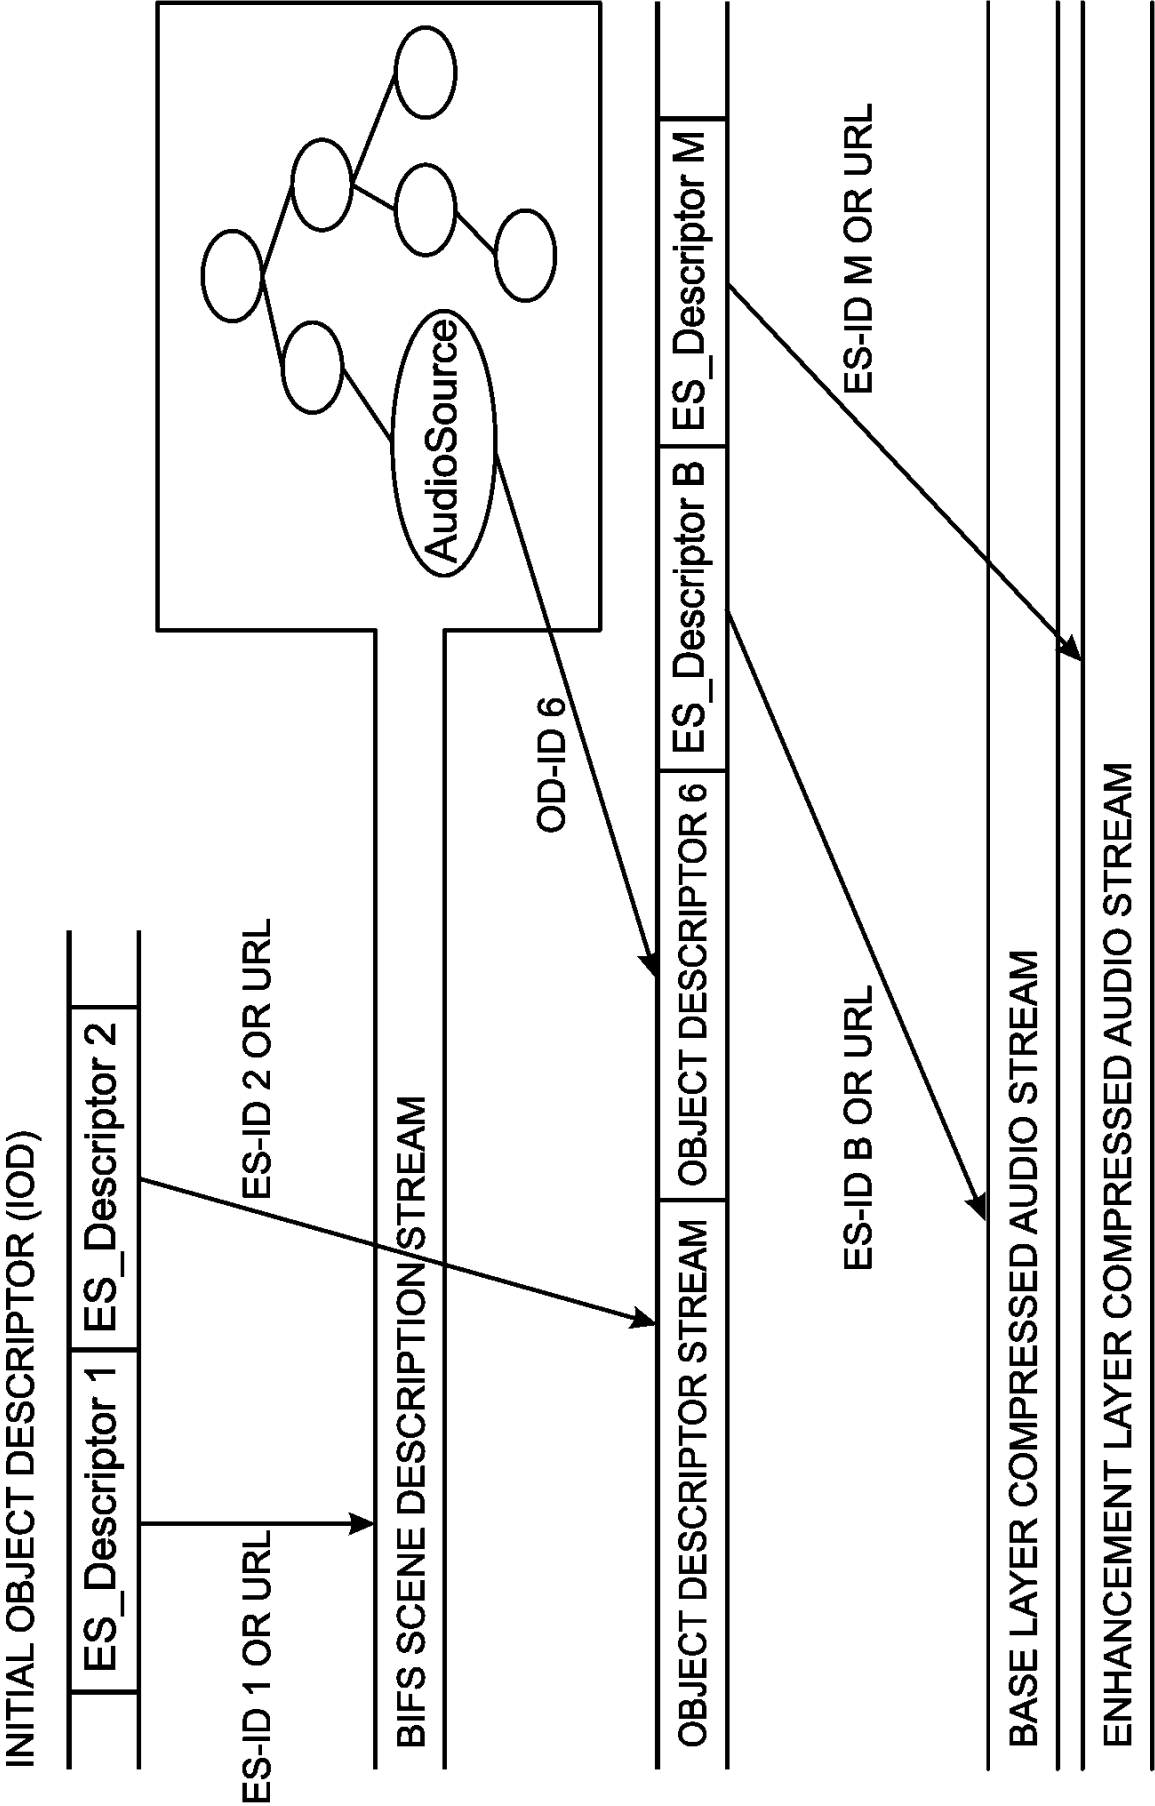 INITIAL OBJECT DESCRIPTOR (IOD)
ES_Descriptor 1
ES_Descriptor 2
ES-ID 1 OR URL
ES-ID 2 OR URL
BIFS SCENE DESCRIPTION STREAM
AudioSource
OD-ID 6
OBJECT DESCRIPTOR STREAM
OBJECT DESCRIPTOR 6
ES_Descriptor B
ES_Descriptor M
ES-ID B OR URL
ES-ID M OR URL
BASE LAYER COMPRESSED AUDIO STREAM
ENHANCEMENT LAYER COMPRESSED AUDIO STREAM